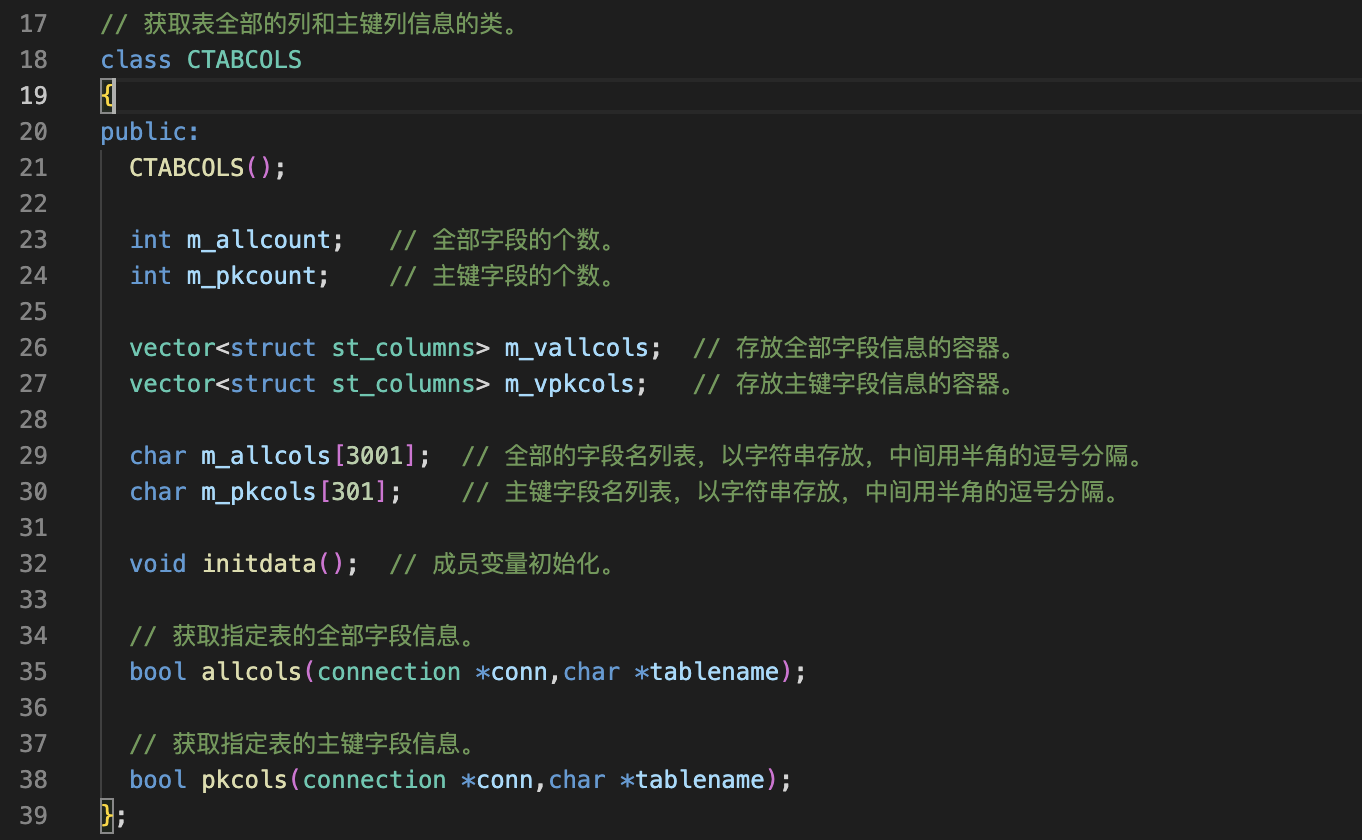 17 // 获取表全部的列和主键列信息的类。
18 class CTABCOLS
19 {
20 public:
21   CTABCOLS();
22
23   int m_allcount;   // 全部字段的个数。
24   int m_pkcount;    // 主键字段的个数。
25
26   vector<struct st_columns> m_vallcols;  // 存放全部字段信息的容器。
27   vector<struct st_columns> m_vpkcols;   // 存放主键字段信息的容器。
28
29   char m_allcols[3001];  // 全部的字段名列表，以字符串存放，中间用半角的逗号分隔。
30   char m_pkcols[301];    // 主键字段名列表，以字符串存放，中间用半角的逗号分隔。
31
32   void initdata();  // 成员变量初始化。
33
34   // 获取指定表的全部字段信息。
35   bool allcols(connection *conn,char *tablename);
36
37   // 获取指定表的主键字段信息。
38   bool pkcols(connection *conn,char *tablename);
39 };